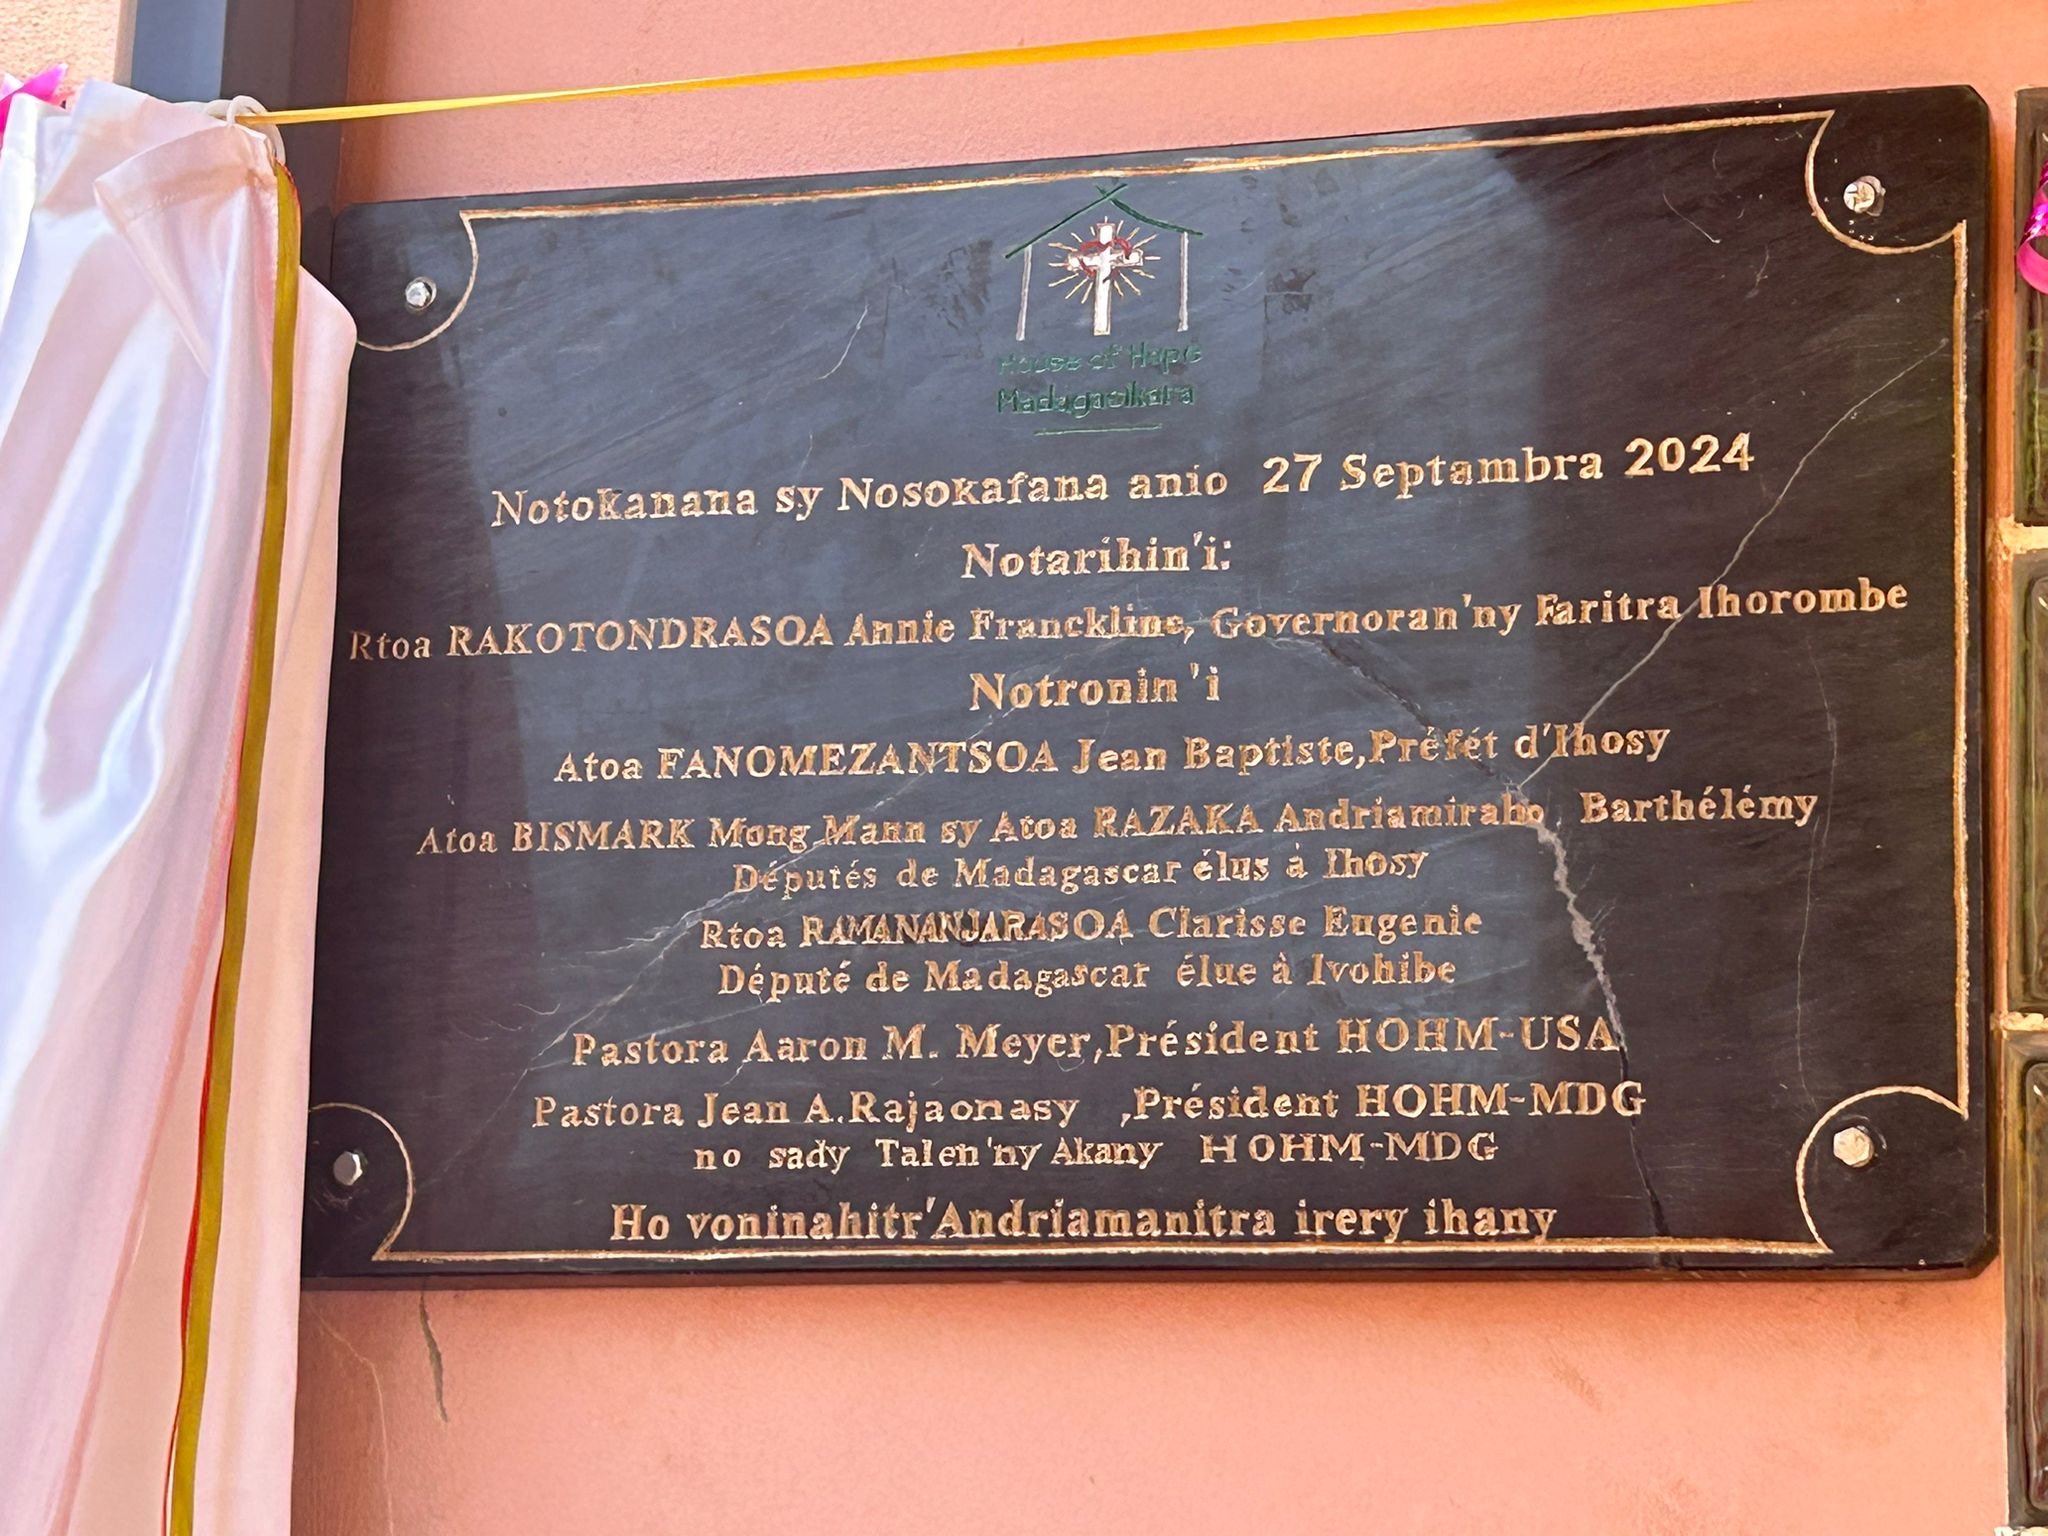 House of Hope
Madagasikara
Notokanana sy Nosokafana anio 27 Septambra 2024
Notarihin'i:
Rtoa RAKOTONDRASOA Annie Franckline, Governoran'ny Faritra Ihorombe
Notronin'i
Atoa FANOMEZANTSOA Jean Baptiste,Préfét d'Ihosy
Atoa BISMARK Mong Mann sy Atoa RAZAKA Andriamiraho Barthélémy
Députés de Madagascar élus à Ihosy
Rtoa RAMANANJARASOA Clarisse Eugenie
Député de Madagascar élue à Ivohibe
Pastora Aaron M. Meyer,Président HOHM-USA
Pastora Jean A.Rajaonasy ,Président HOHM-MDG
no sady Talen'ny Akany HOHM-MDG
Ho voninahitr'Andriamanitra irery ihany